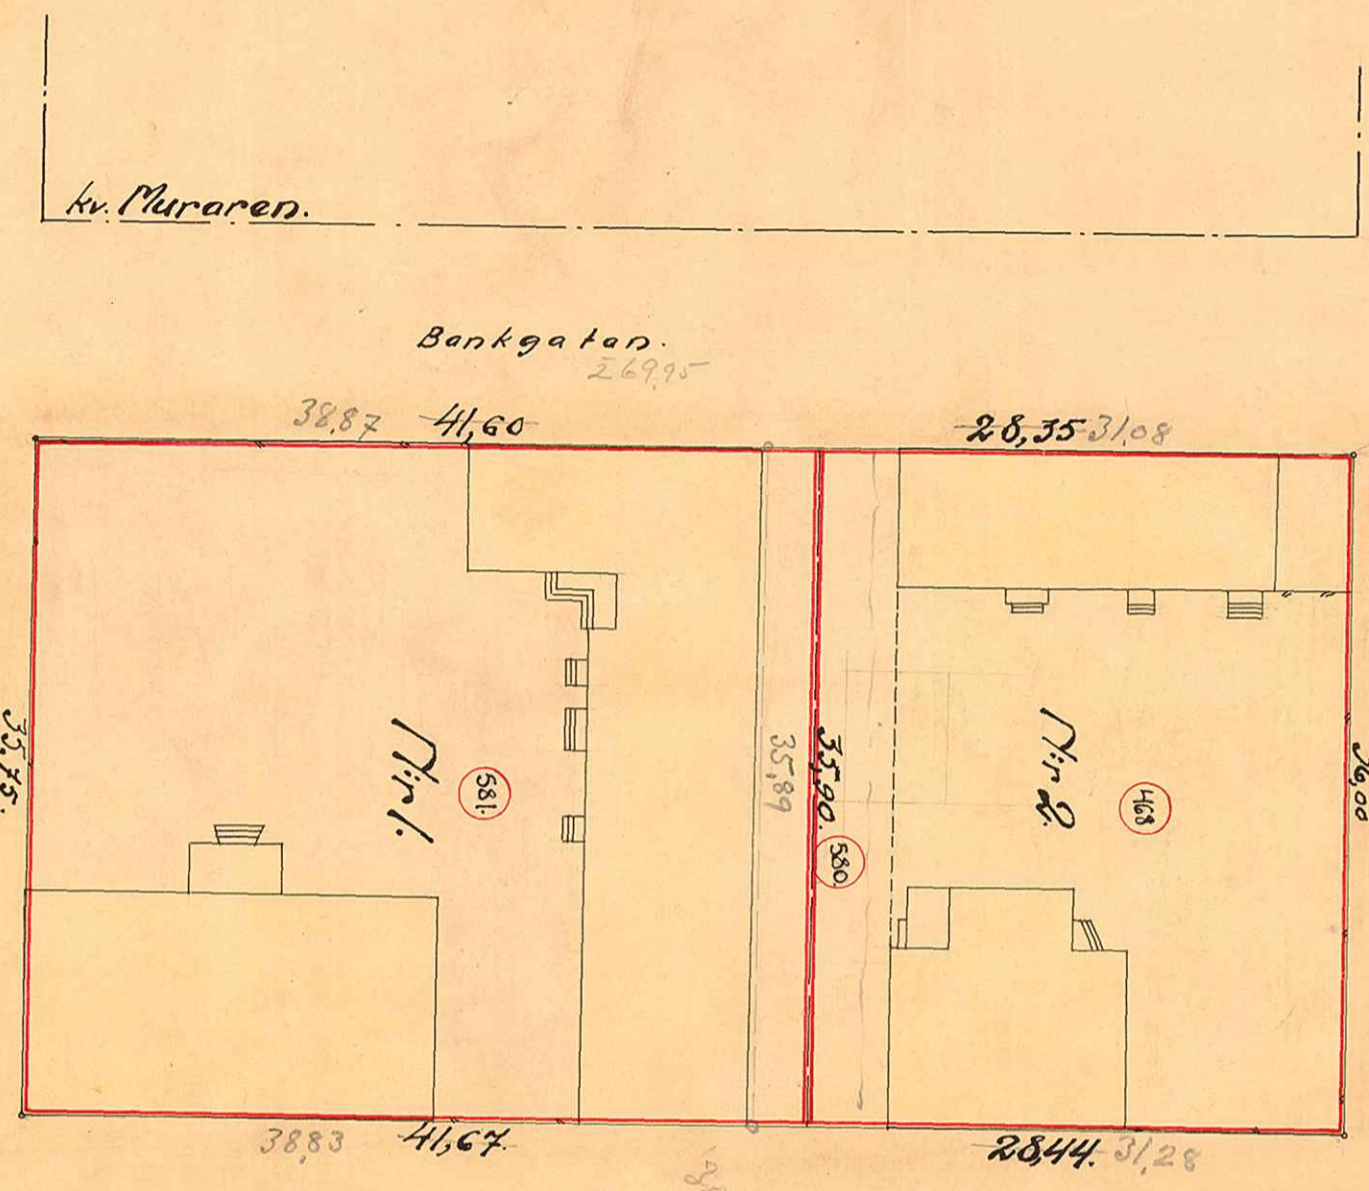 kv. Muraren.
Bankgatan.
Σ 69,95
38,87 41,60
28,35 31,08
35,75.
Nr 1.
581.
35,89
35,90.
580.
Nr 2.
468
36,00
38,83 41,67
28,44. 31,28